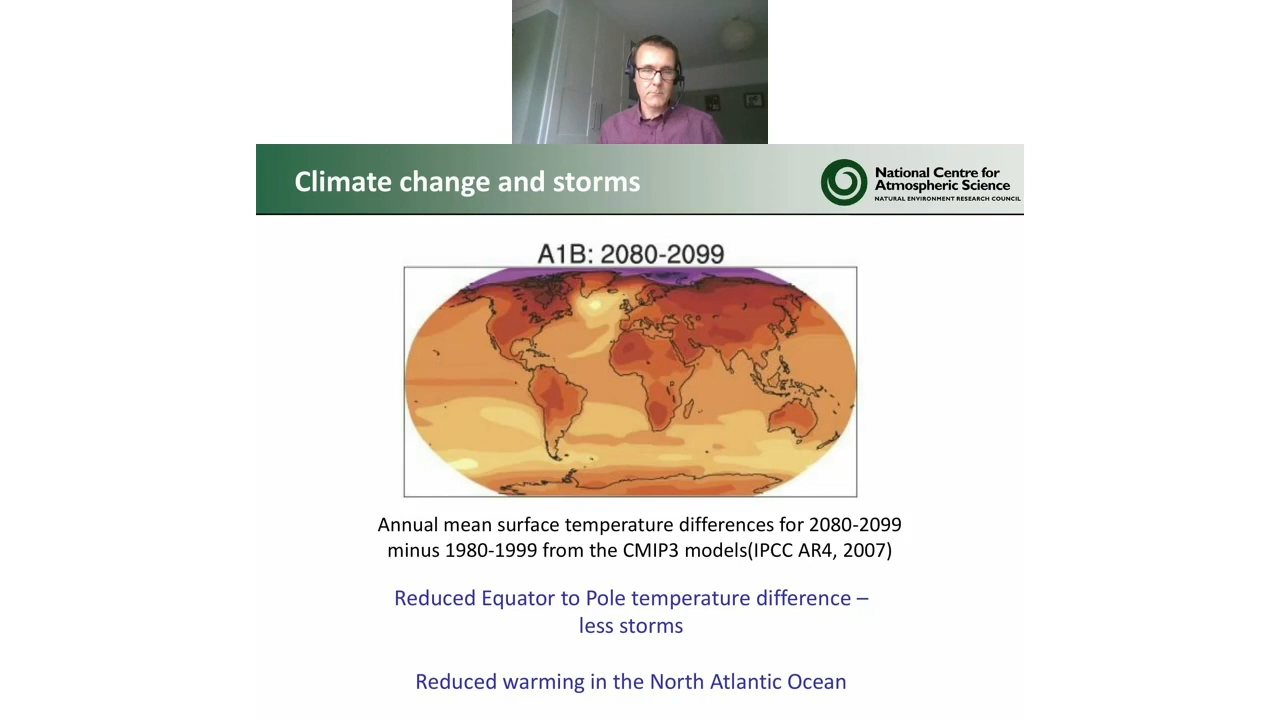 Climate change and storms
National Centre for
Atmospheric Science
NATURAL ENVIRONMENT RESEARCH COUNCIL
A1B: 2080-2099
Annual mean surface temperature differences for 2080-2099
minus 1980-1999 from the CMIP3 models(IPCC AR4, 2007)
Reduced Equator to Pole temperature difference –
less storms
Reduced warming in the North Atlantic Ocean